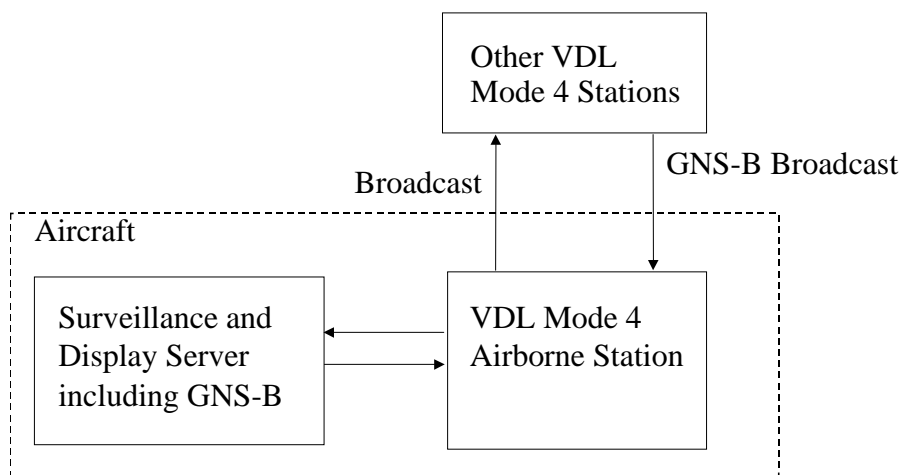 Other VDL
Mode 4 Stations
Broadcast
GNS-B Broadcast
Aircraft
Surveillance and
Display Server
including GNS-B
VDL Mode 4
Airborne Station